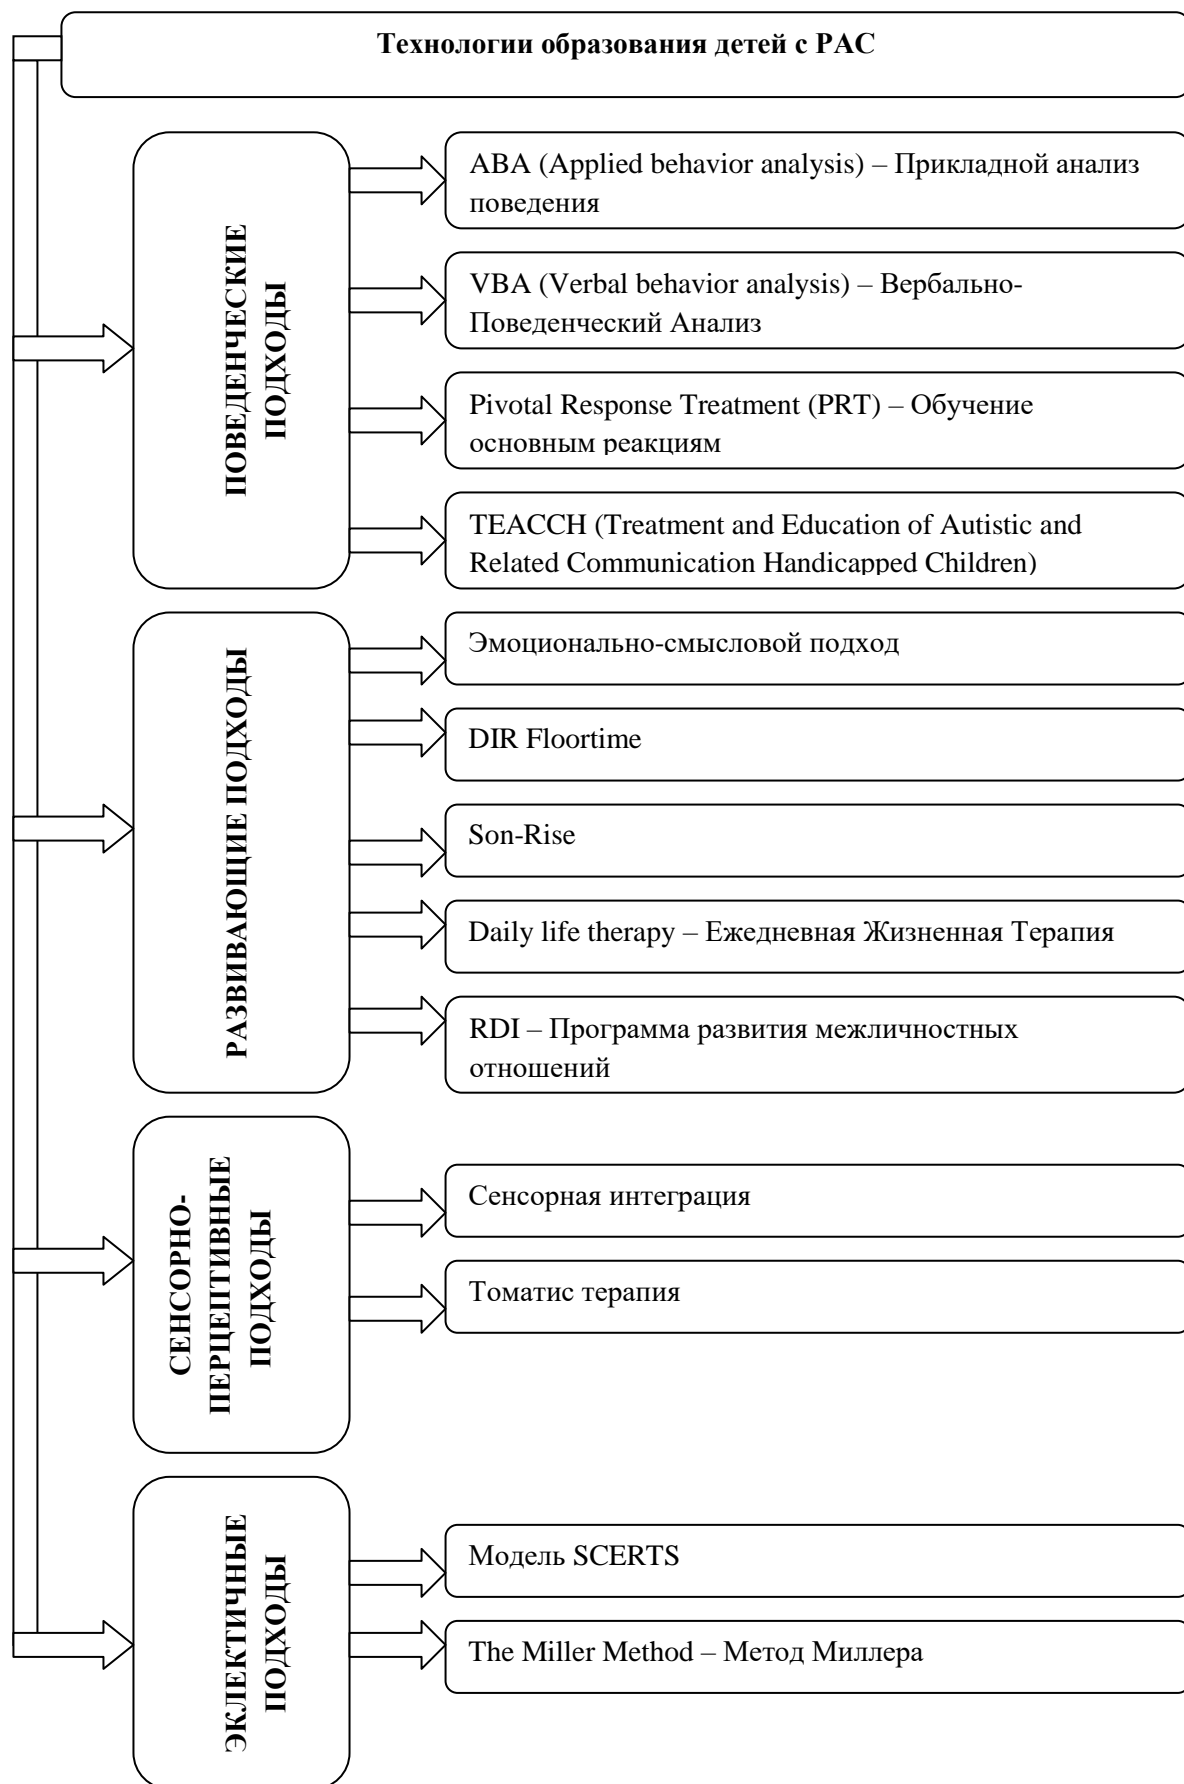 Технологии образования детей с РАС
ПОВЕДЕНЧЕСКИЕ
ПОДХОДЫ
ABA (Applied behavior analysis) – Прикладной анализ
поведения
VBA (Verbal behavior analysis) – Вербально-
Поведенческий Анализ
Pivotal Response Treatment (PRT) – Обучение
основным реакциям
TEACCH (Treatment and Education of Autistic and
Related Communication Handicapped Children)
РАЗВИВАЮЩИЕ ПОДХОДЫ
Эмоционально-смысловой подход
DIR Floortime
Son-Rise
Daily life therapy – Ежедневная Жизненная Терапия
RDI – Программа развития межличностных
отношений
СЕНСОРНО-
ПЕРЦЕПТИВНЫЕ
ПОДХОДЫ
Сенсорная интеграция
Томатис терапия
ЭКЛЕКТИЧНЫЕ
ПОДХОДЫ
Модель SCERTS
The Miller Method – Метод Миллера